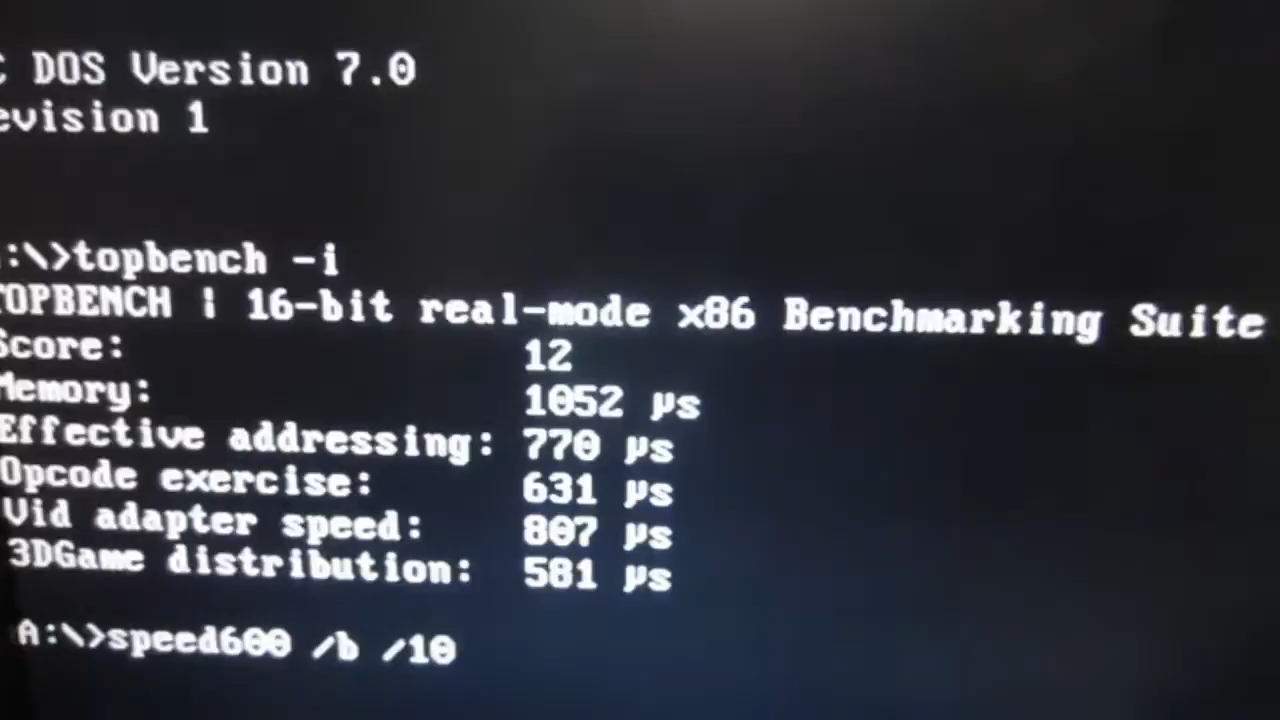 C DOS Version 7.0
evision 1
:\>topbench -i
TOPBENCH | 16-bit real-mode x86 Benchmarking Suite
Score: 12
Memory: 1052 µs
Effective addressing: 770 µs
Opcode exercise: 631 µs
Vid adapter speed: 807 µs
3DGame distribution: 581 µs
A:\>speed600 /b /10